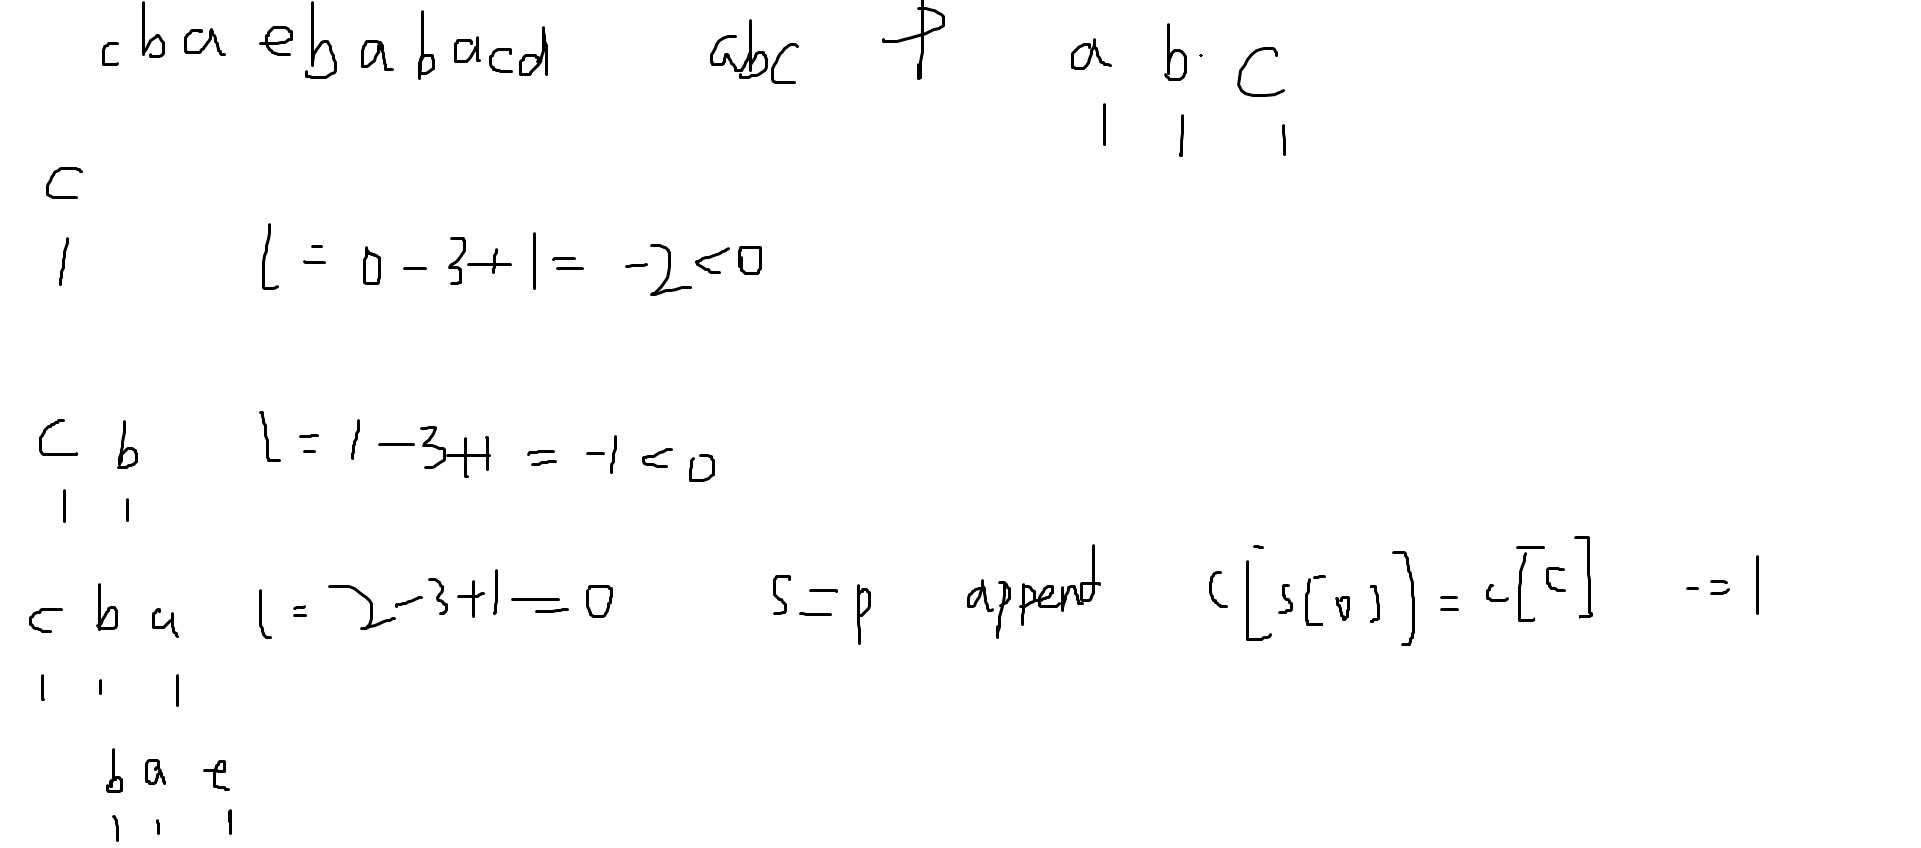 cbaebabacd abc P a b c
1 1 1
c
1 l = 0 - 3 + 1 = -2 < 0
c b l = 1 - 3 + 1 = -1 < 0
1 1
c b a l = 2 - 3 + 1 = 0 s = p append c[s[0]] = c[c] -= 1
1 1 1
b a e
1 1 1